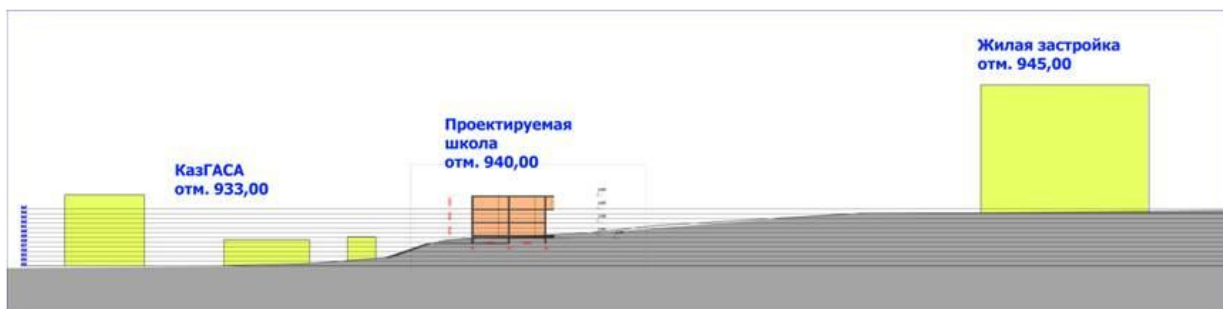 Жилая застройка
отм. 945,00
Проектируемая
школа
отм. 940,00
КазГАСА
отм. 933,00